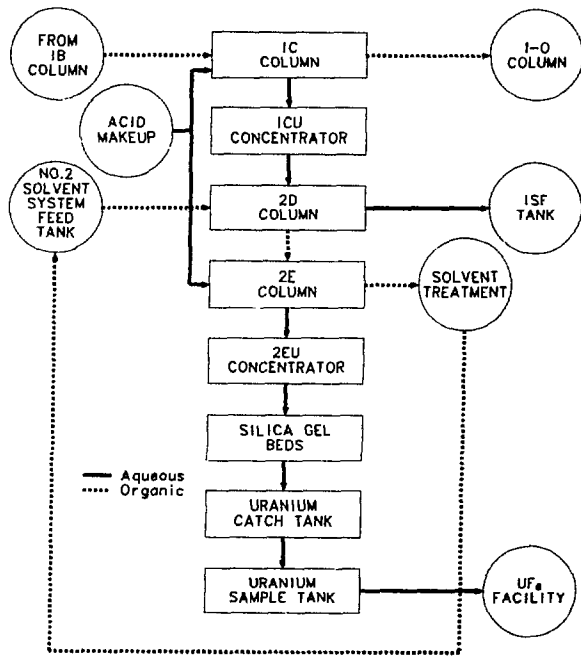 FROM
1B
COLUMN
1C
COLUMN
1-O
COLUMN
ACID
MAKEUP
1CU
CONCENTRATOR
NO.2
SOLVENT
SYSTEM
FEED
TANK
2D
COLUMN
1SF
TANK
2E
COLUMN
SOLVENT
TREATMENT
2EU
CONCENTRATOR
SILICA GEL
BEDS
Aqueous
Organic
URANIUM
CATCH TANK
URANIUM
SAMPLE TANK
UF₆
FACILITY